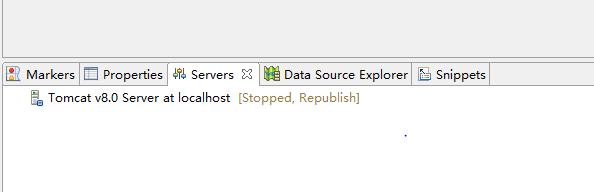 Markers Properties Servers Data Source Explorer Snippets
Tomcat v8.0 Server at localhost [Stopped, Republish]